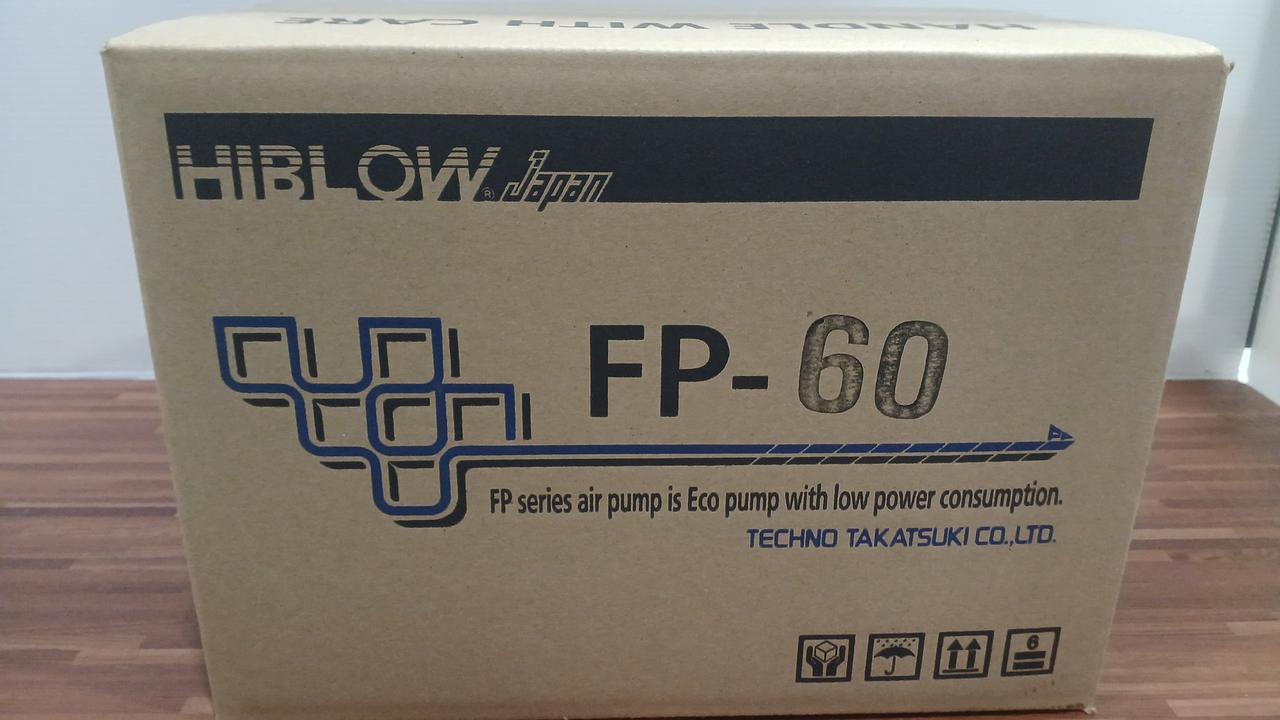 HANDLE WITH CARE
HIBLOW® Japan
FP-60
FP series air pump is Eco pump with low power consumption.
TECHNO TAKATSUKI CO.,LTD.
6